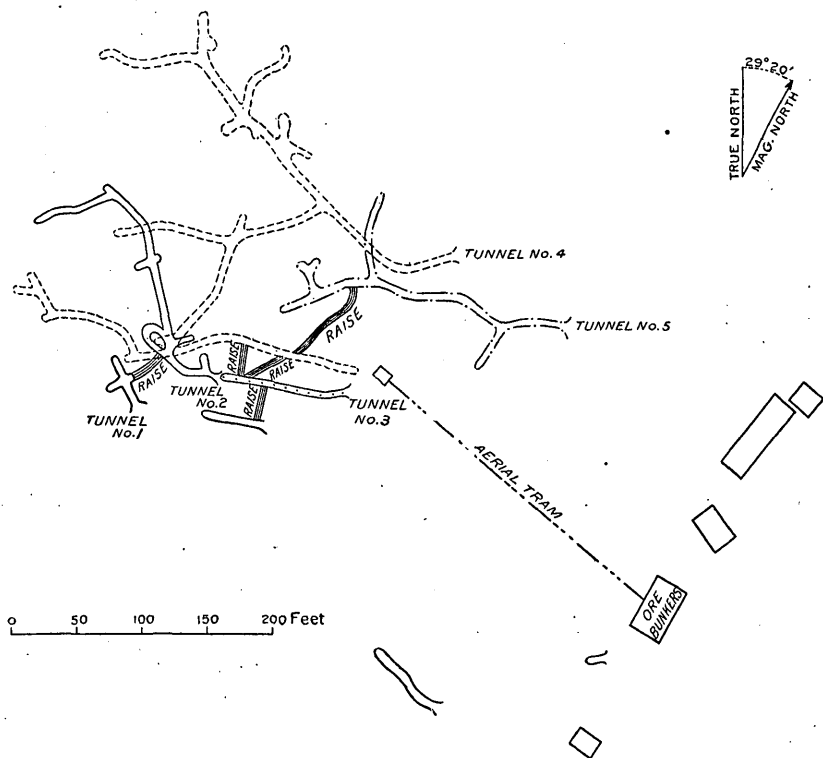 29°20'
TRUE NORTH
MAG. NORTH
TUNNEL NO. 4
TUNNEL NO. 5
RAISE
RAISE
RAISE
RAISE
RAISE
TUNNEL
No. 1
TUNNEL
No. 2
TUNNEL
No. 3
AERIAL TRAM
ORE
BUNKERS
0 50 100 150 200 Feet